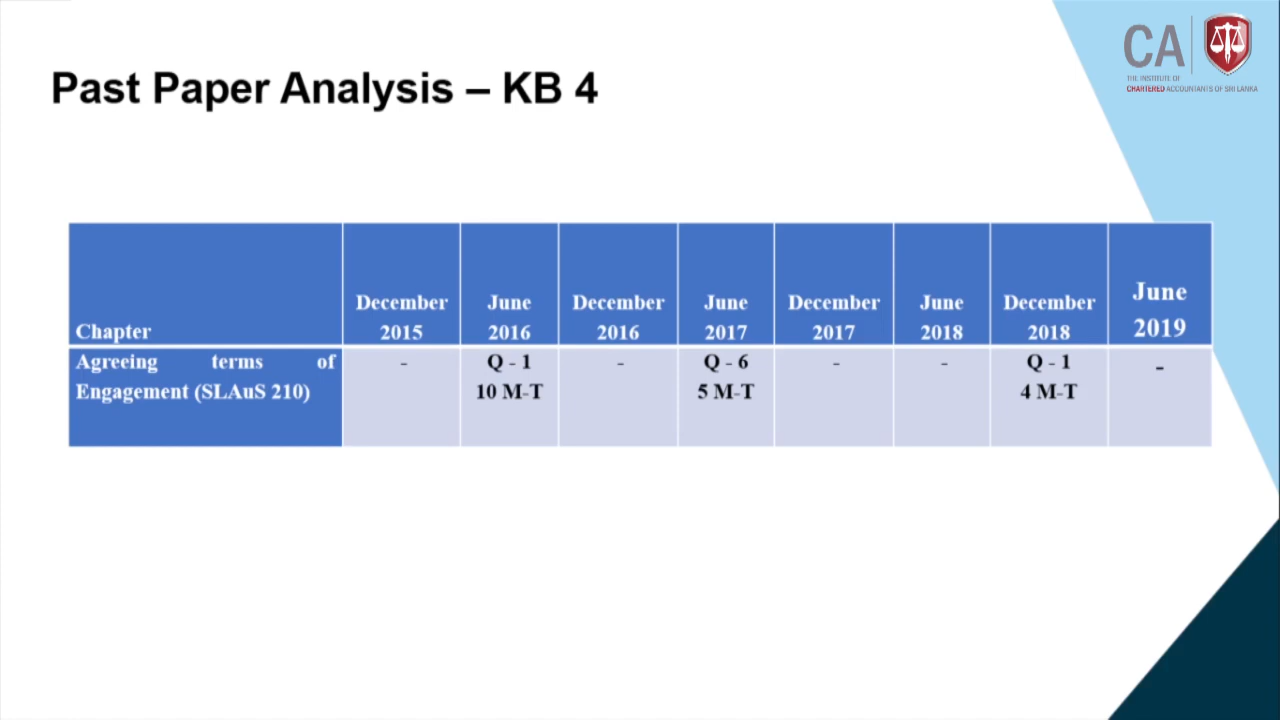 CA
THE INSTITUTE OF
CHARTERED ACCOUNTANTS OF SRI LANKA
Past Paper Analysis – KB 4
Chapter
December 2015
June 2016
December 2016
June 2017
December 2017
June 2018
December 2018
June 2019
Agreeing terms of
Engagement (SLAuS 210)
-
Q - 1
10 M-T
-
Q - 6
5 M-T
-
-
Q - 1
4 M-T
-